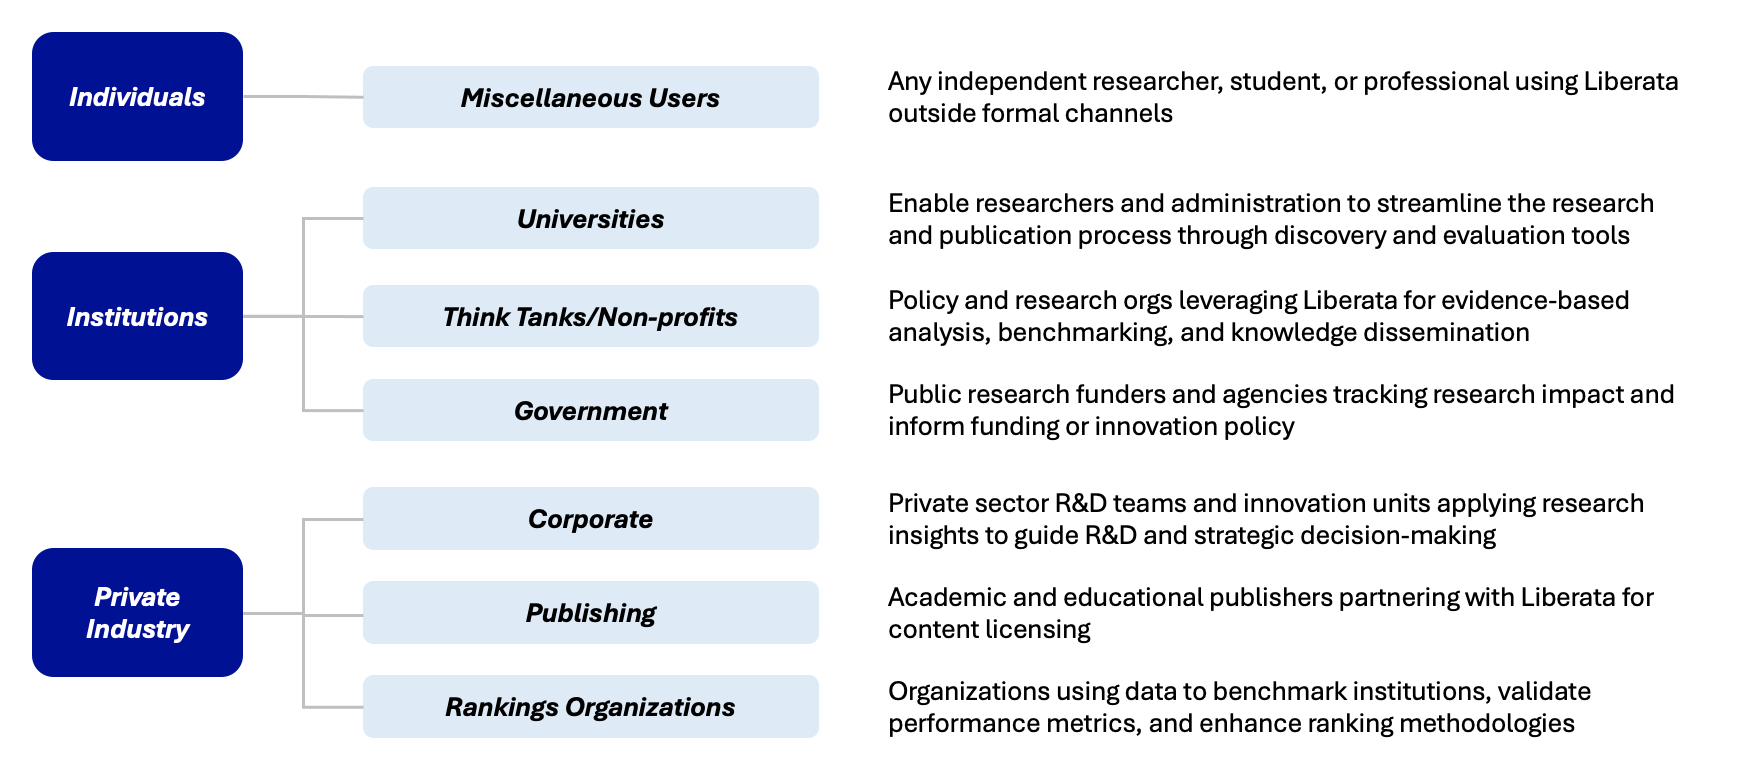 Individuals
Miscellaneous Users
Any independent researcher, student, or professional using Liberata
outside formal channels
Institutions
Universities
Enable researchers and administration to streamline the research
and publication process through discovery and evaluation tools
Think Tanks/Non-profits
Policy and research orgs leveraging Liberata for evidence-based
analysis, benchmarking, and knowledge dissemination
Government
Public research funders and agencies tracking research impact and
inform funding or innovation policy
Private
Industry
Corporate
Private sector R&D teams and innovation units applying research
insights to guide R&D and strategic decision-making
Publishing
Academic and educational publishers partnering with Liberata for
content licensing
Rankings Organizations
Organizations using data to benchmark institutions, validate
performance metrics, and enhance ranking methodologies